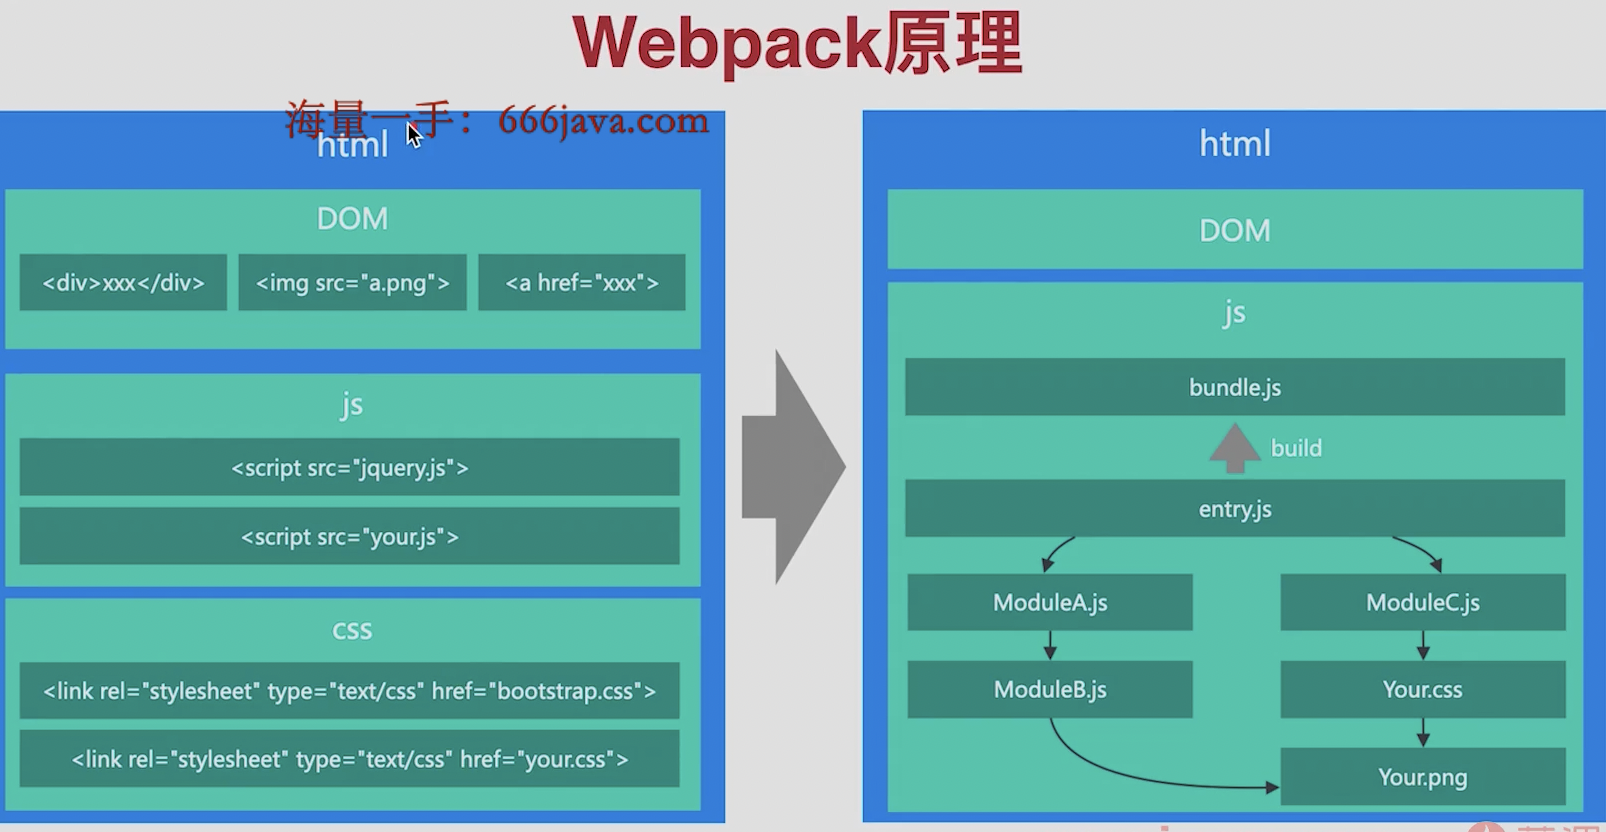 Webpack原理
海量一手：666java.com
html
DOM
<div>xxx</div>
<img src="a.png">
<a href="xxx">
js
<script src="jquery.js">
<script src="your.js">
css
<link rel="stylesheet" type="text/css" href="bootstrap.css">
<link rel="stylesheet" type="text/css" href="your.css">
html
DOM
js
bundle.js
build
entry.js
ModuleA.js
ModuleC.js
ModuleB.js
Your.css
Your.png